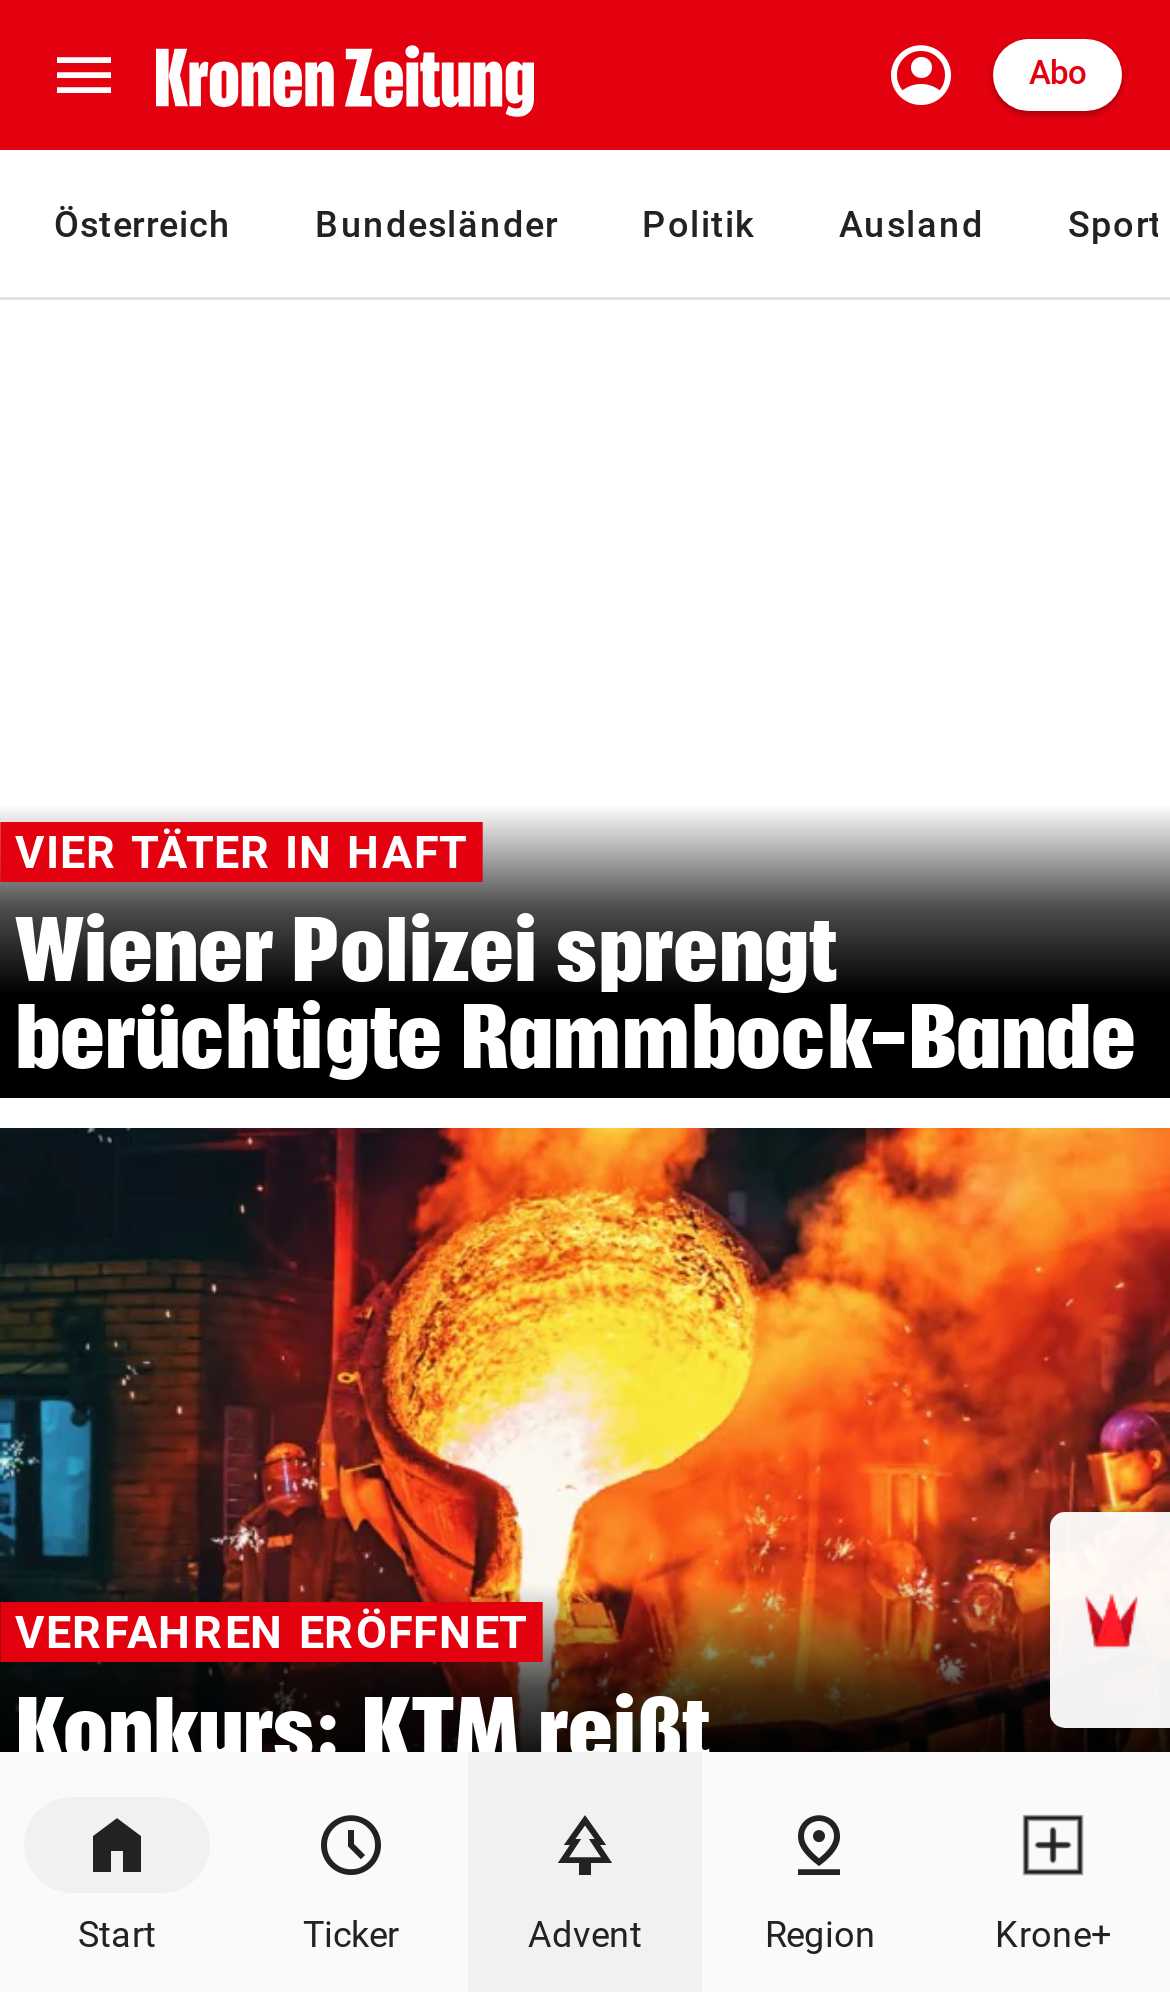 Kronen Zeitung
Abo
Österreich Bundesländer Politik Ausland Sport
VIER TÄTER IN HAFT
Wiener Polizei sprengt
berüchtigte Rammbock-Bande
VERFAHREN ERÖFFNET
Konkurs: KTM reißt
Start Ticker Advent Region Krone+